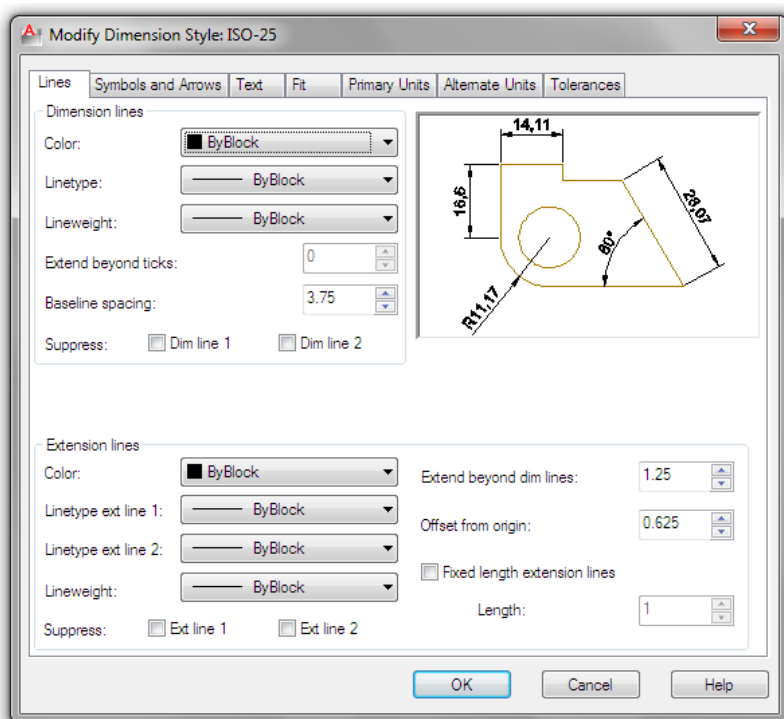 Modify Dimension Style: ISO-25
Lines
Symbols and Arrows
Text
Fit
Primary Units
Alternate Units
Tolerances
Dimension lines
Color:
ByBlock
Linetype:
ByBlock
Lineweight:
ByBlock
Extend beyond ticks:
0
Baseline spacing:
3.75
Suppress:
Dim line 1
Dim line 2
14,11
16,6
28,07
60°
R11,17
Extension lines
Color:
ByBlock
Linetype ext line 1:
ByBlock
Linetype ext line 2:
ByBlock
Lineweight:
ByBlock
Suppress:
Ext line 1
Ext line 2
Extend beyond dim lines:
1.25
Offset from origin:
0.625
Fixed length extension lines
Length:
1
OK
Cancel
Help